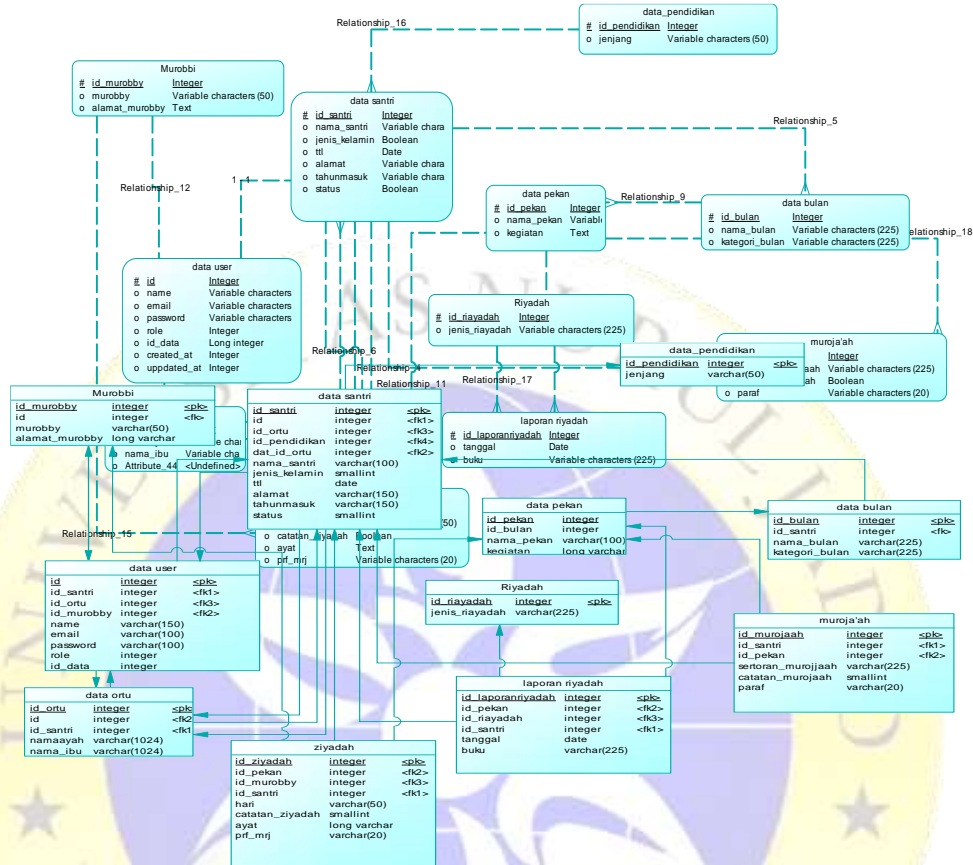 data_pendidikan
# id_pendidikan Integer
o jenjang Variable characters (50)
Relationship_16
Murobbi
# id_murobby Integer
o murobby Variable characters (50)
o alamat_murobby Text
data santri
# id_santri Integer
o nama_santri Variable chara
o jenis_kelamin Boolean
o ttl Date
o alamat Variable chara
o tahunmasuk Variable chara
o status Boolean
Relationship_5
Relationship_12
1 - 1
data pekan
# id_pekan Integer
o nama_pekan Variabl
o kegiatan Text
Relationship_9
data bulan
# id_bulan Integer
o nama_bulan Variable characters (225)
o kategori_bulan Variable characters (225)
elationship_18
data user
# id Integer
o name Variable characters
o email Variable characters
o password Variable characters
o role Integer
o id_data Long integer
o created_at Integer
o uppdated_at Integer
Riyadah
# id_riayadah Integer
o jenis_riyadah Variable characters (225)
Relationship_6
Relationship_4
Relationship_11
Relationship_17
data_pendidikan
id_pendidikan integer <pk>
jenjang varchar(50)
muroja'ah
Integer
aah Variable characters (225)
ah Boolean
o paraf Variable characters (20)
Murobbi
id_murobby integer <pk>
id integer <fk>
murobby varchar(50)
alamat_murobby long varchar
o nama_ibu Variable cha
o Attribute_44 <Undefined>
data santri
id_santri integer <pk>
id integer <fk1>
id_ortu integer <fk3>
id_pendidikan integer <fk4>
dat_id_ortu integer <fk2>
nama_santri varchar(100)
jenis_kelamin smallint
ttl date
alamat varchar(150)
tahunmasuk varchar(150)
status smallint
laporan riyadah
# id_laporanriyadah Integer
o tanggal Date
o buku Variable characters (225)
Relationship_15
50)
o catatan_ziyadah Boolean
o ayat Text
o prf_mrj Variable characters (20)
data pekan
id_pekan integer <pk>
id_bulan integer <fk>
nama_pekan varchar(100)
kegiatan long varchar
data bulan
id_bulan integer <pk>
id_santri integer <fk>
nama_bulan varchar(225)
kategori_bulan varchar(225)
data user
id integer <pk>
id_santri integer <fk1>
id_ortu integer <fk3>
id_murobby integer <fk2>
name varchar(150)
email varchar(100)
password varchar(100)
role integer
id_data integer
Riyadah
id_riayadah integer <pk>
jenis_riyadah varchar(225)
muroja'ah
id_murojaah integer <pk>
id_santri integer <fk1>
id_pekan integer <fk2>
sertoran_murojjaah varchar(225)
catatan_murojaah smallint
paraf varchar(20)
data ortu
id_ortu integer <pk
id integer <fk2
id_santri integer <fk1
namaayah varchar(1024)
nama_ibu varchar(1024)
laporan riyadah
id_laporanriyadah integer <pk>
id_pekan integer <fk2>
id_riayadah integer <fk3>
id_santri integer <fk1>
tanggal date
buku varchar(225)
ziyadah
id_ziyadah integer <pk>
id_pekan integer <fk2>
id_murobby integer <fk3>
id_santri integer <fk1>
hari varchar(50)
catatan_ziyadah smallint
ayat long varchar
prf_mrj varchar(20)